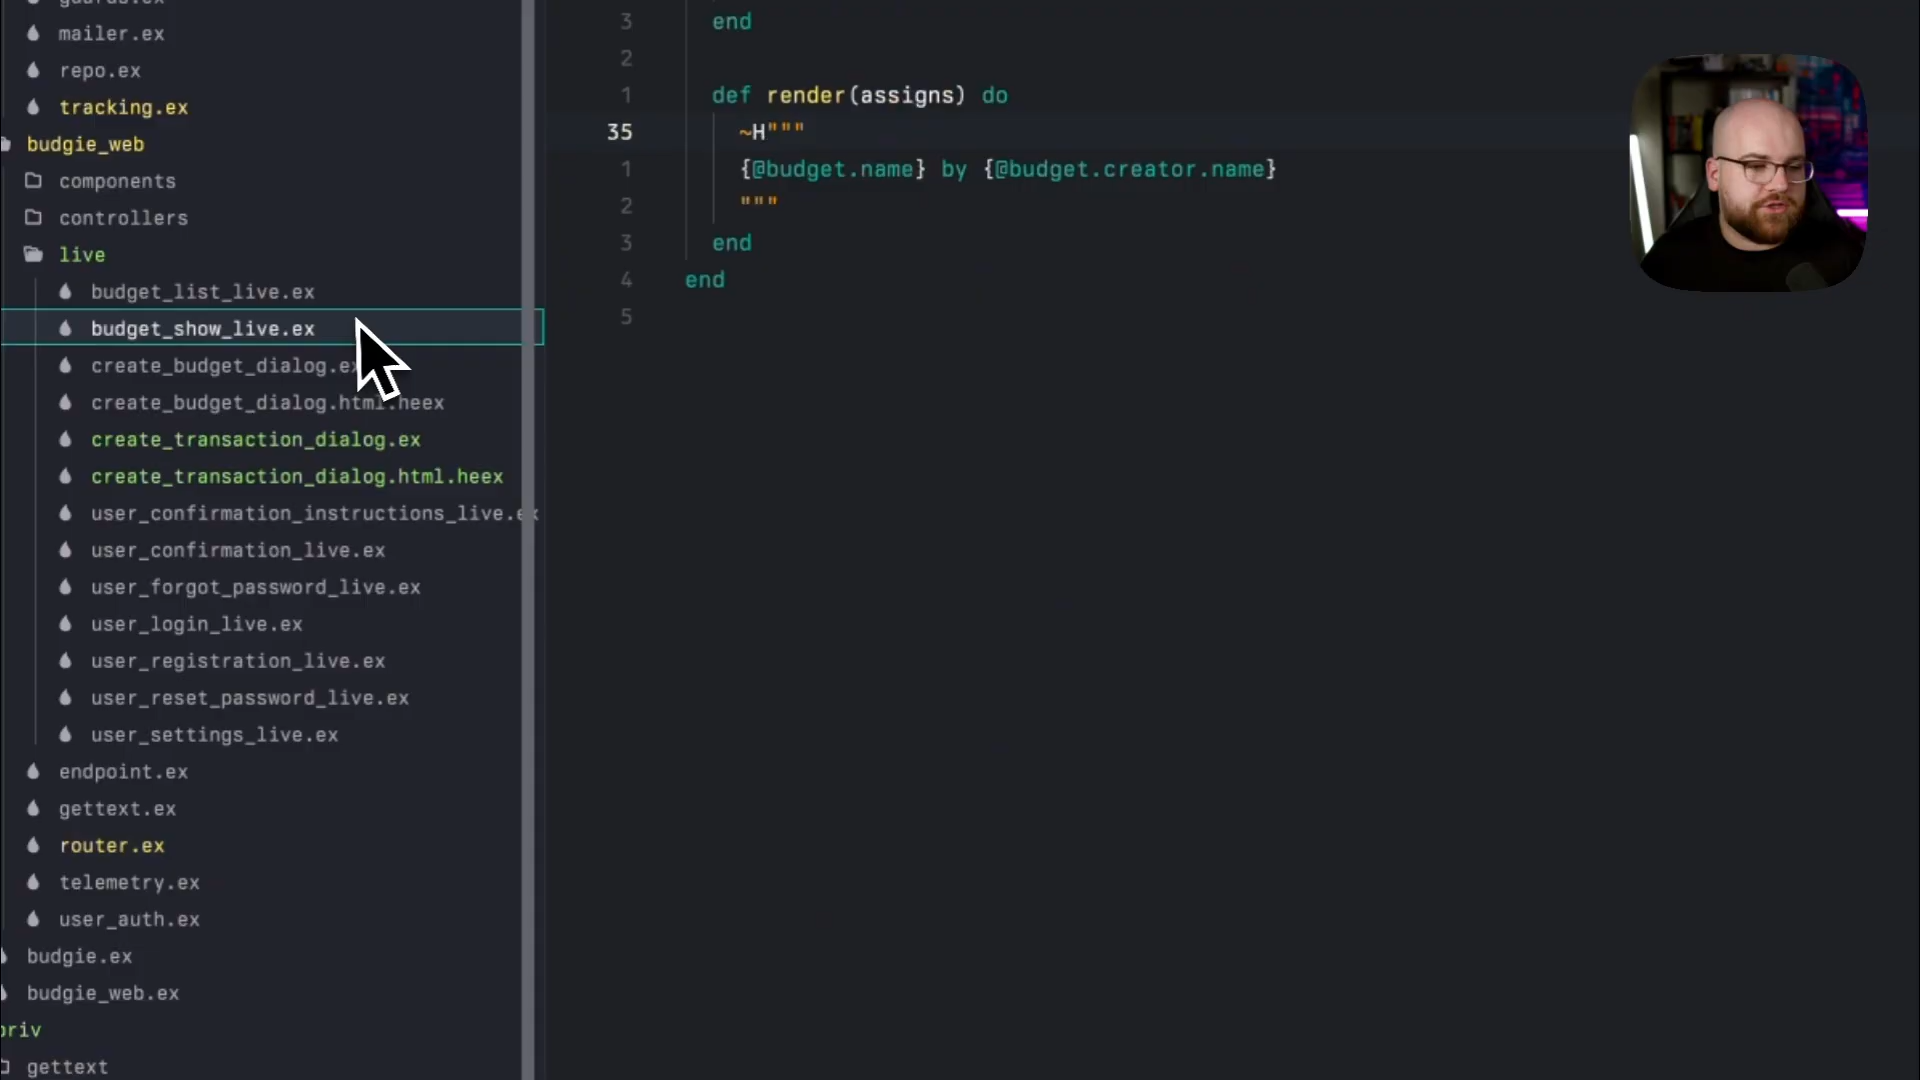 guards.ex
mailer.ex
repo.ex
tracking.ex
budgie_web
components
controllers
live
budget_list_live.ex
budget_show_live.ex
create_budget_dialog.ex
create_budget_dialog.html.heex
create_transaction_dialog.ex
create_transaction_dialog.html.heex
user_confirmation_instructions_live.ex
user_confirmation_live.ex
user_forgot_password_live.ex
user_login_live.ex
user_registration_live.ex
user_reset_password_live.ex
user_settings_live.ex
endpoint.ex
gettext.ex
router.ex
telemetry.ex
user_auth.ex
budgie.ex
budgie_web.ex
priv
gettext
3 end
2
1 def render(assigns) do
35 ~H"""
1 {@budget.name} by {@budget.creator.name}
2 """
3 end
4 end
5